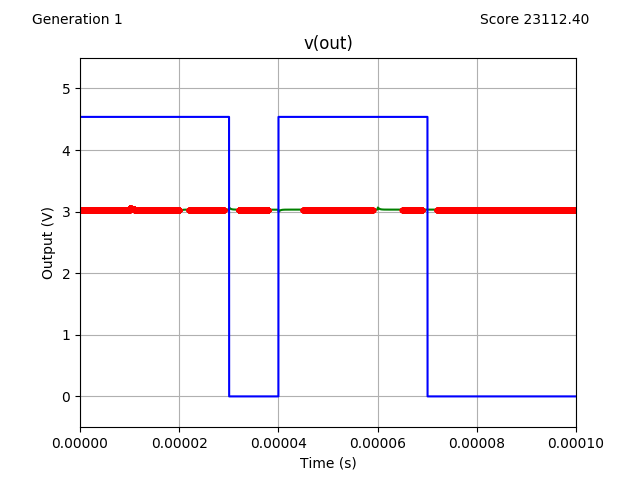 Generation 1
Score 23112.40
v(out)
5
4
3
2
1
0
Output (V)
0.00000
0.00002
0.00004
0.00006
0.00008
0.00010
Time (s)